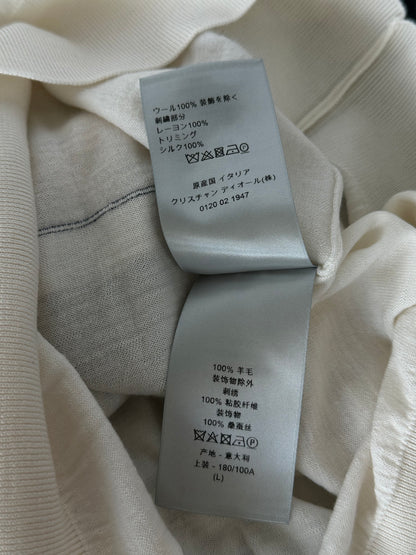 ウール100% 装飾を除く
刺繍部分
レーヨン100%
トリミング
シルク100%
原産国 イタリア
クリスチャン ディオール(株)
0120 02 1947
100% 羊毛
装饰物除外
刺绣
100% 粘胶纤维
装饰物
100% 桑蚕丝
产地 - 意大利
上装 - 180/100A
(L)